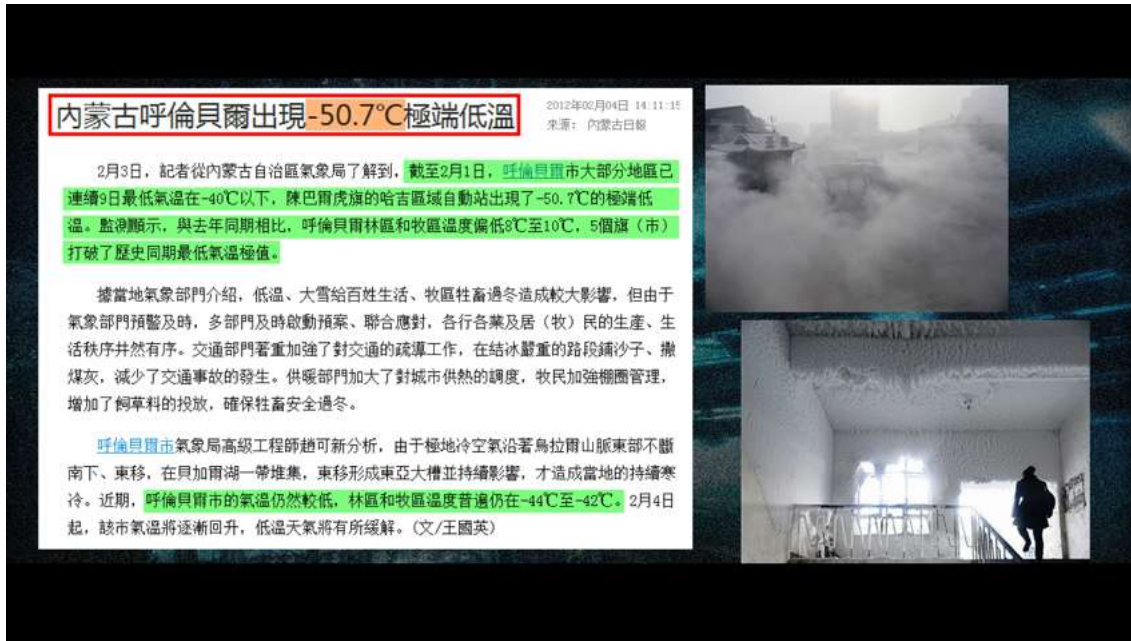 內蒙古呼倫貝爾出現-50.7℃極端低溫
2012年02月04日 14:11:15
來源： 內蒙古日報
2月3日，記者從內蒙古自治區氣象局了解到，截至2月1日，呼倫貝爾市大部分地區已
連續9日最低氣溫在-40℃以下，陳巴爾虎旗的哈吉區域自動站出現了-50.7℃的極端低
溫。監測顯示，與去年同期相比，呼倫貝爾林區和牧區溫度偏低8℃至10℃，5個旗（市）
打破了歷史同期最低氣溫極值。
據當地氣象部門介紹，低溫、大雪給百姓生活、牧區牲畜過冬造成較大影響，但由于
氣象部門預警及時，多部門及時啟動預案、聯合應對，各行各業及居（牧）民的生產、生
活秩序井然有序。交通部門著重加強了對交通的疏導工作，在結冰嚴重的路段鋪沙子、撒
煤灰，減少了交通事故的發生。供暖部門加大了對城市供熱的調度，牧民加強棚圈管理，
增加了飼草料的投放，確保牲畜安全過冬。
呼倫貝爾市氣象局高級工程師趙可新分析，由于極地冷空氣沿著烏拉爾山脈東部不斷
南下、東移，在貝加爾湖一帶堆集，東移形成東亞大槽並持續影響，才造成當地的持續寒
冷。近期，呼倫貝爾市的氣溫仍然較低，林區和牧區溫度普遍仍在-44℃至-42℃。2月4日
起，該市氣溫將逐漸回升，低溫天氣將有所緩解。(文/王國英)